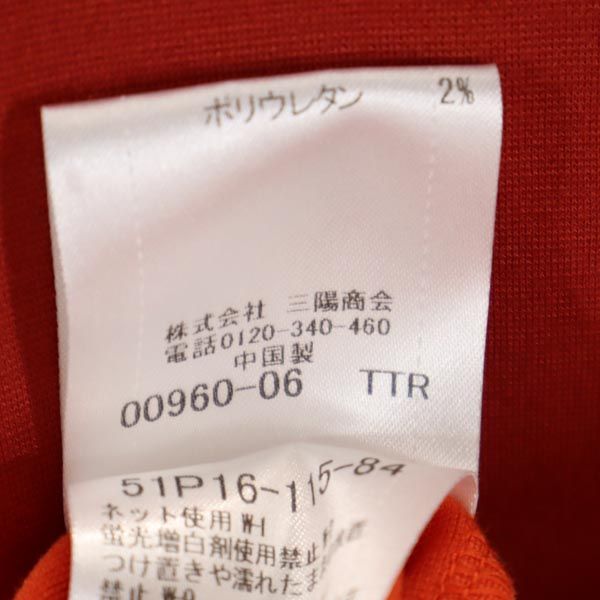 ポリウレタン 2%
株式会社 三陽商会
電話0120-340-460
中国製
00960-06 TTR
51P16-115-84
ネット使用
蛍光増白剤使用禁止
つけ置きや濡れたま
禁止